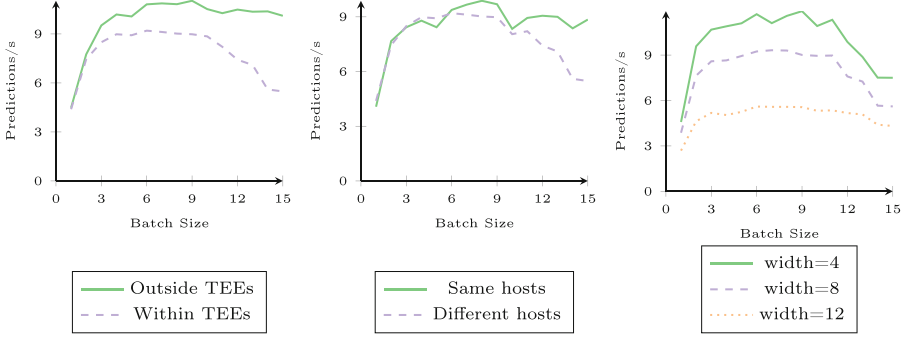 9
6
3
0
0
3
6
9
12
15
Predictions/s
Batch Size
Outside TEEs
Within TEEs
9
6
3
0
0
3
6
9
12
15
Predictions/s
Batch Size
Same hosts
Different hosts
9
6
3
0
0
3
6
9
12
15
Predictions/s
Batch Size
width=4
width=8
width=12